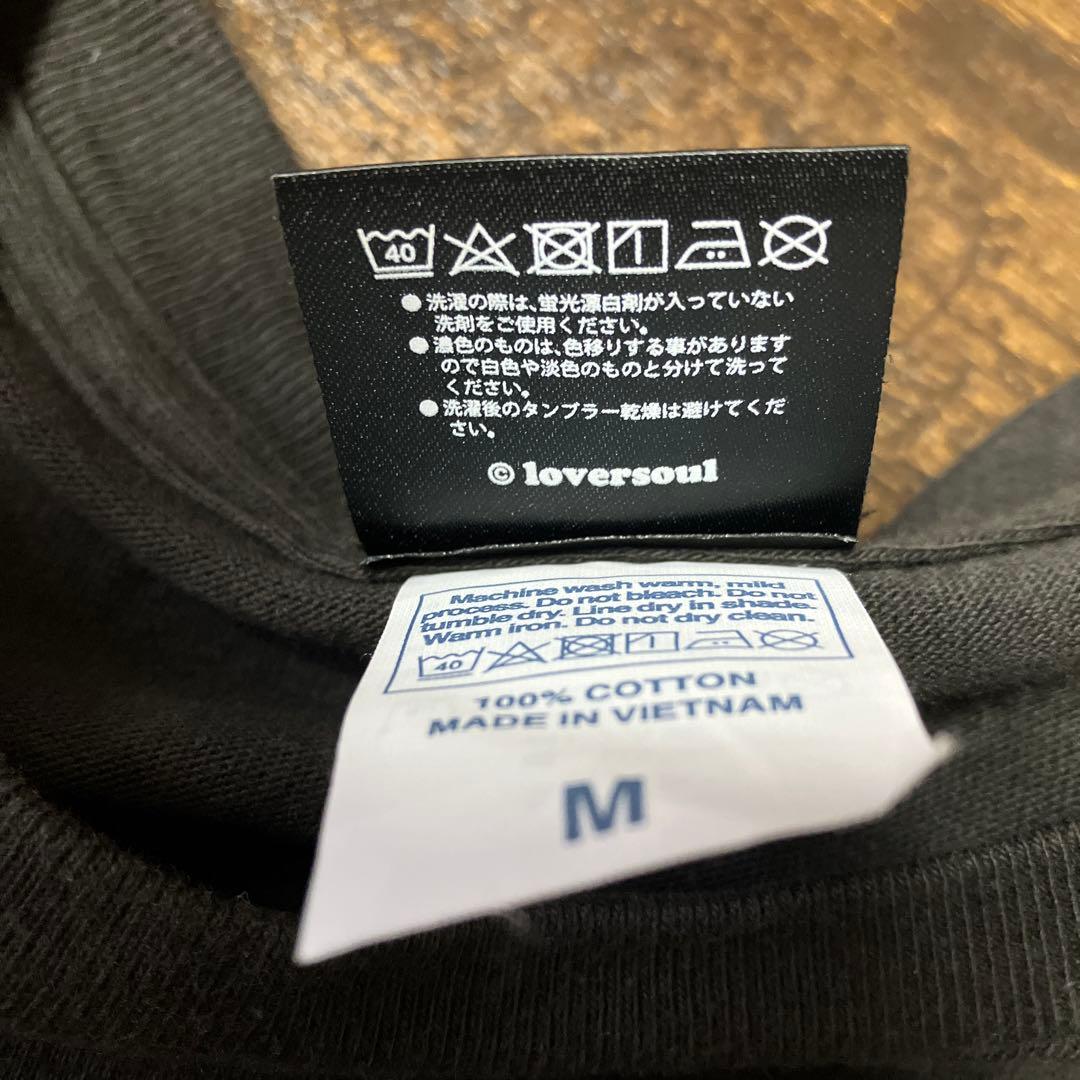 40
●洗濯の際は、蛍光源白剤が入っていない
洗剤をご使用ください。
●濃色のものは、色移りする事があります
ので白色や淡色のものと分けて洗って
ください。
●洗濯後のタンブラー乾燥は避けてくだ
さい。
© loversoul
Machine wash warm, mild
process. Do not bleach. Do not
tumble dry. Line dry in shade.
Warm iron. Do not dry clean.
40
100% COTTON
MADE IN VIETNAM
M